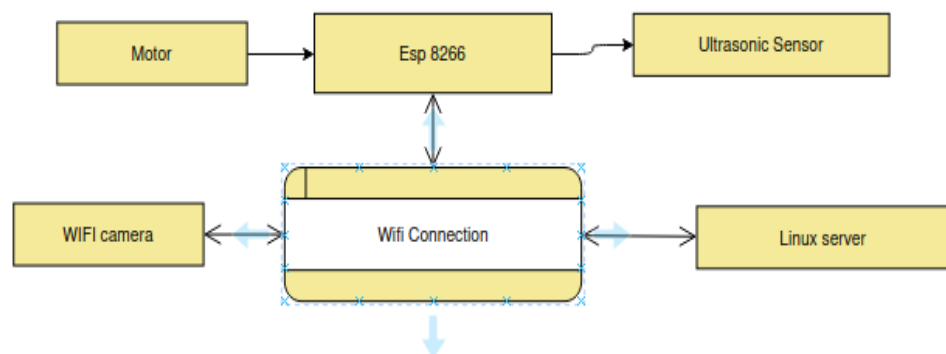 Motor
Esp 8266
Ultrasonic Sensor
WIFI camera
Wifi Connection
Linux server